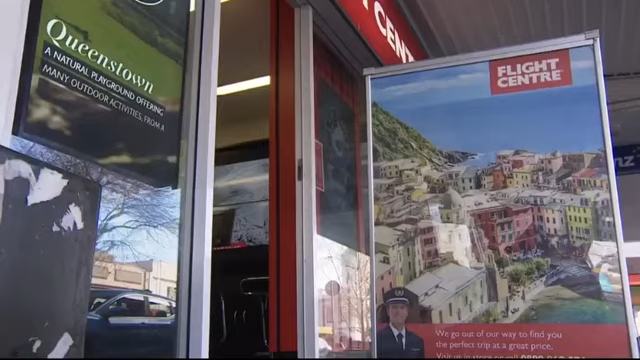 Queenstown
A NATURAL PLAYGROUND OFFERING
MANY OUTDOOR ACTIVITIES, FROM A
FLIGHT
CENTRE
We go out of our way to find you
the perfect trip at a great price.